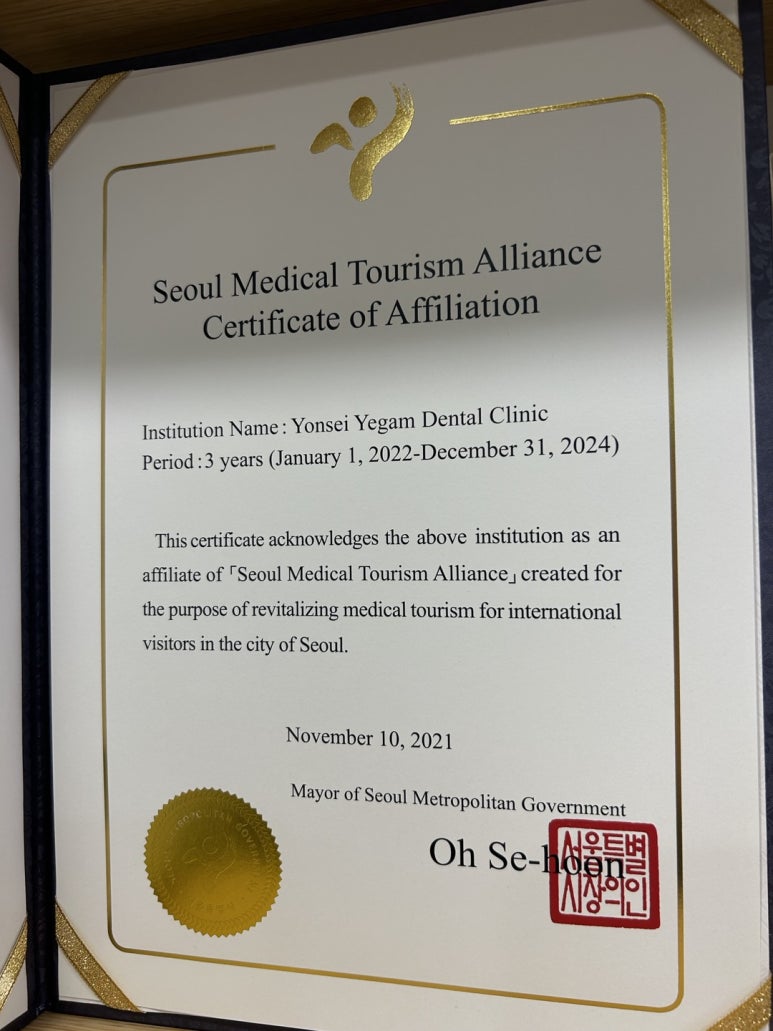 Seoul Medical Tourism Alliance
Certificate of Affiliation
Institution Name : Yonsei Yegam Dental Clinic
Period : 3 years (January 1, 2022-December 31, 2024)
This certificate acknowledges the above institution as an
affiliate of「Seoul Medical Tourism Alliance」created for
the purpose of revitalizing medical tourism for international
visitors in the city of Seoul.
November 10, 2021
Mayor of Seoul Metropolitan Government
Oh Se-hoon
서울특별
시장의인